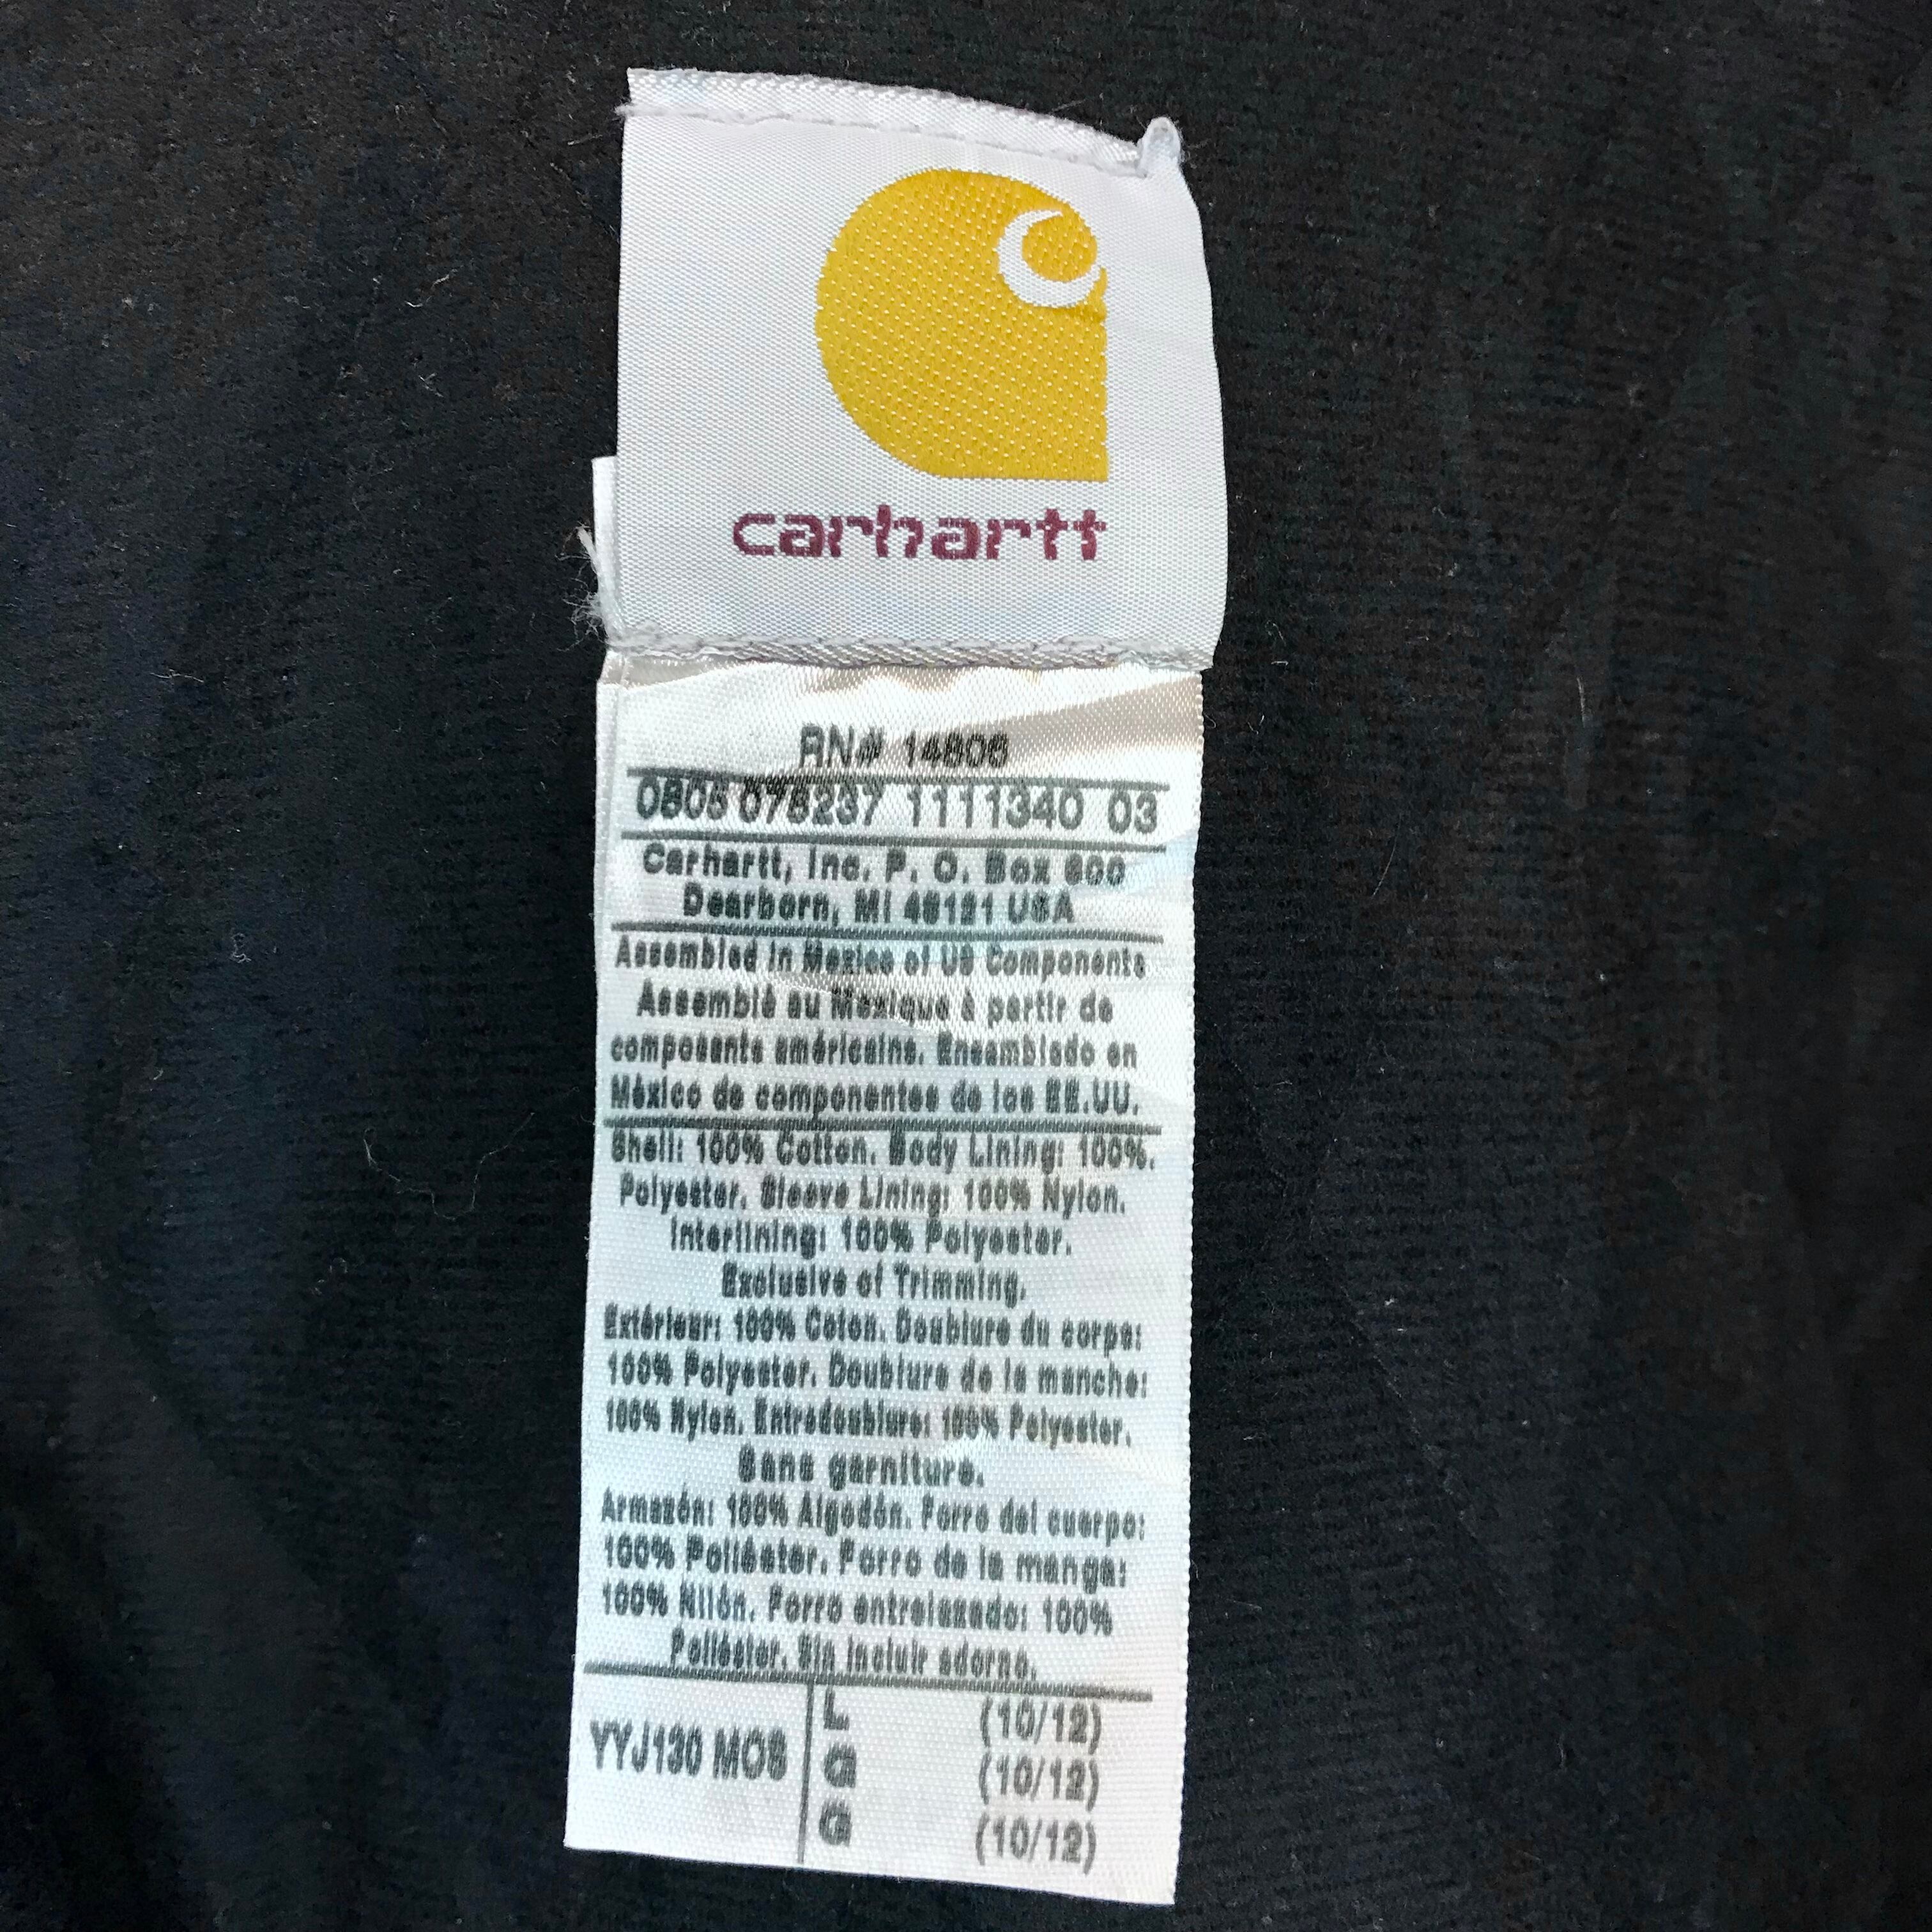 carhartt
RN# 14806
0805 078237 1111340 03
Carhartt, Inc. P. O. Box 600
Dearborn, MI 48121 USA
Assembled in Mexico of US Components
Assemblé au Mexique à partir de
composants américains. Ensamblado en
México de componentes de los EE.UU.
Shell: 100% Cotton. Body Lining: 100%.
Polyester. Sleeve Lining: 100% Nylon.
Interlining: 100% Polyester.
Exclusive of Trimming.
Extérieur: 100% Coton. Doublure du corps:
100% Polyester. Doublure de la manche:
100% Nylon. Entredoublure: 100% Polyester.
Sans garniture.
Armazón: 100% Algodón. Forro del cuerpo:
100% Poliéster. Forro de la manga:
100% Nilón. Forro entrelazado: 100%
Poliéster. Sin incluir adorno.
YYJ130 MOS
L (10/12)
G (10/12)
G (10/12)